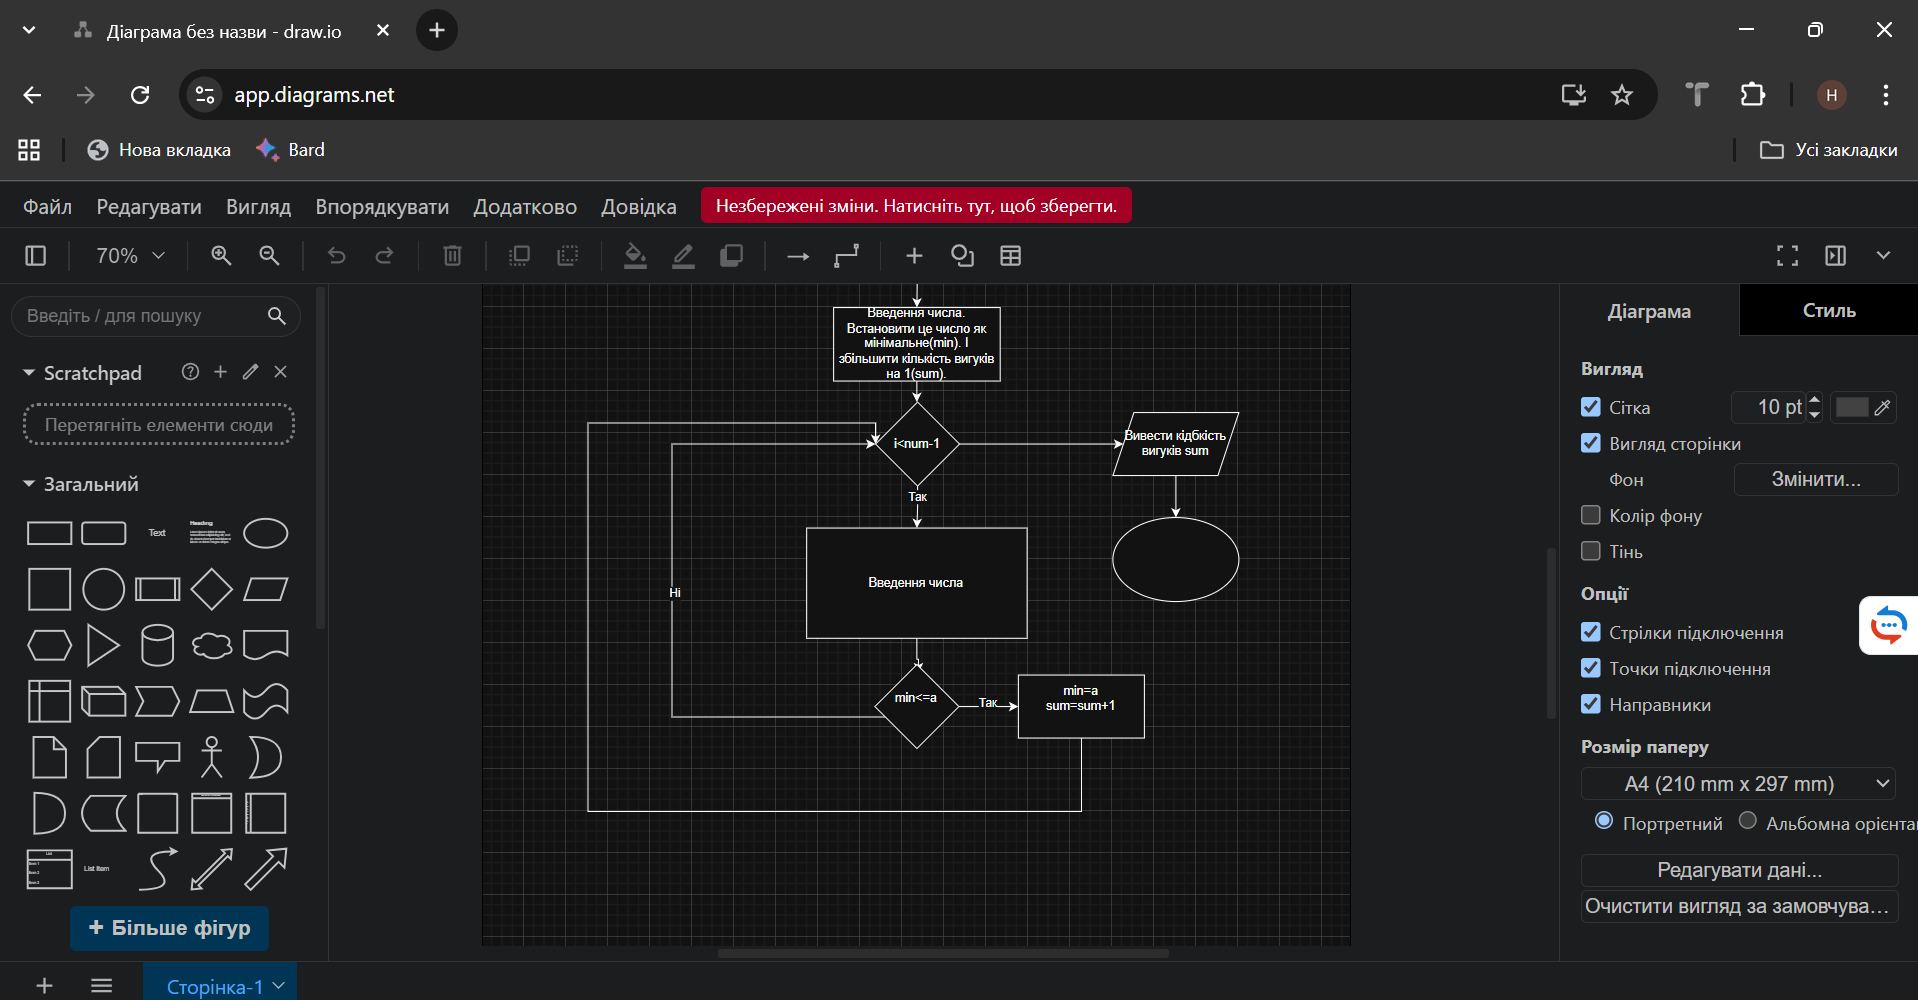 Діаграма без назви - draw.io
app.diagrams.net
H
Нова вкладка
Bard
Усі закладки
Файл Редагувати Вигляд Впорядкувати Додатково Довідка
Незбережені зміни. Натисніть тут, щоб зберегти.
70%
Введіть / для пошуку
Scratchpad
Перетягніть елементи сюди
Загальний
Text
Heading
List Item
+ Більше фігур
Сторінка-1
Введення числа.
Встановити це число як
мінімальне(min). І
збільшити кількість вигуків
на 1(sum).
i<num-1
Вивести кідбкість
вигуків sum
Так
Введення числа
Ні
min<=a
Так
min=a
sum=sum+1
Діаграма
Стиль
Вигляд
Сітка
10 pt
Вигляд сторінки
Фон
Змінити...
Колір фону
Тінь
Опції
Стрілки підключення
Точки підключення
Направники
Розмір паперу
A4 (210 mm x 297 mm)
Портретний
Альбомна орієнта
Редагувати дані...
Очистити вигляд за замовчува...